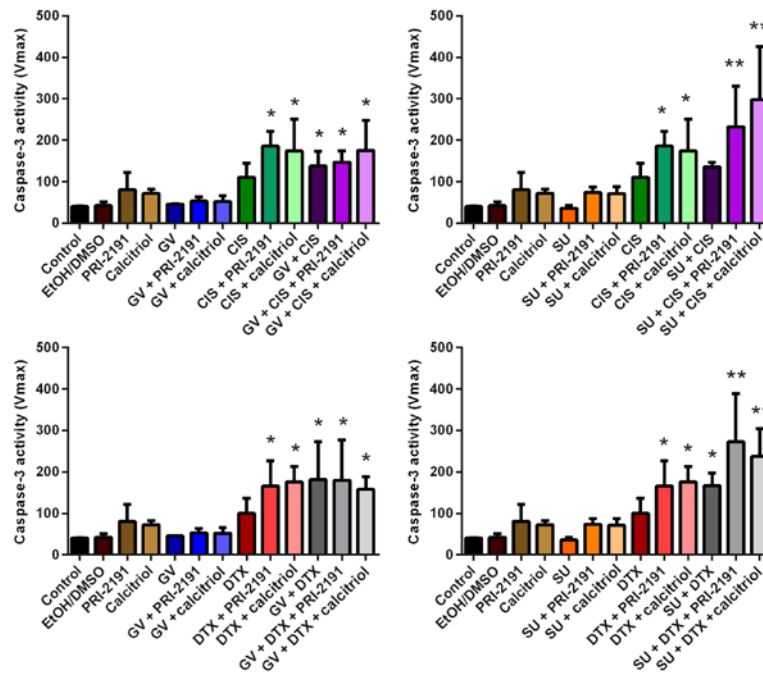 500
400
300
200
100
0
Caspase-3 activity (Vmax)
*
*
*
*
*
Control
EtOH/DMSO
PRI-2191
Calcitriol
GV
GV + PRI-2191
GV + calcitriol
CIS
CIS + PRI-2191
CIS + calcitriol
GV + CIS
GV + CIS + PRI-2191
GV + CIS + calcitriol
500
400
300
200
100
0
Caspase-3 activity (Vmax)
*
*
**
**
Control
EtOH/DMSO
PRI-2191
Calcitriol
SU
SU + PRI-2191
SU + calcitriol
CIS
CIS + PRI-2191
CIS + calcitriol
SU + CIS
SU + CIS + PRI-2191
SU + CIS + calcitriol
500
400
300
200
100
0
Caspase-3 activity (Vmax)
*
*
*
*
*
Control
EtOH/DMSO
PRI-2191
Calcitriol
GV
GV + PRI-2191
GV + calcitriol
DTX
DTX + PRI-2191
DTX + calcitriol
GV + DTX
GV + DTX + PRI-2191
GV + DTX + calcitriol
500
400
300
200
100
0
Caspase-3 activity (Vmax)
*
*
*
**
**
Control
EtOH/DMSO
PRI-2191
Calcitriol
SU
SU + PRI-2191
SU + calcitriol
DTX
DTX + PRI-2191
DTX + calcitriol
SU + DTX
SU + DTX + PRI-2191
SU + DTX + calcitriol